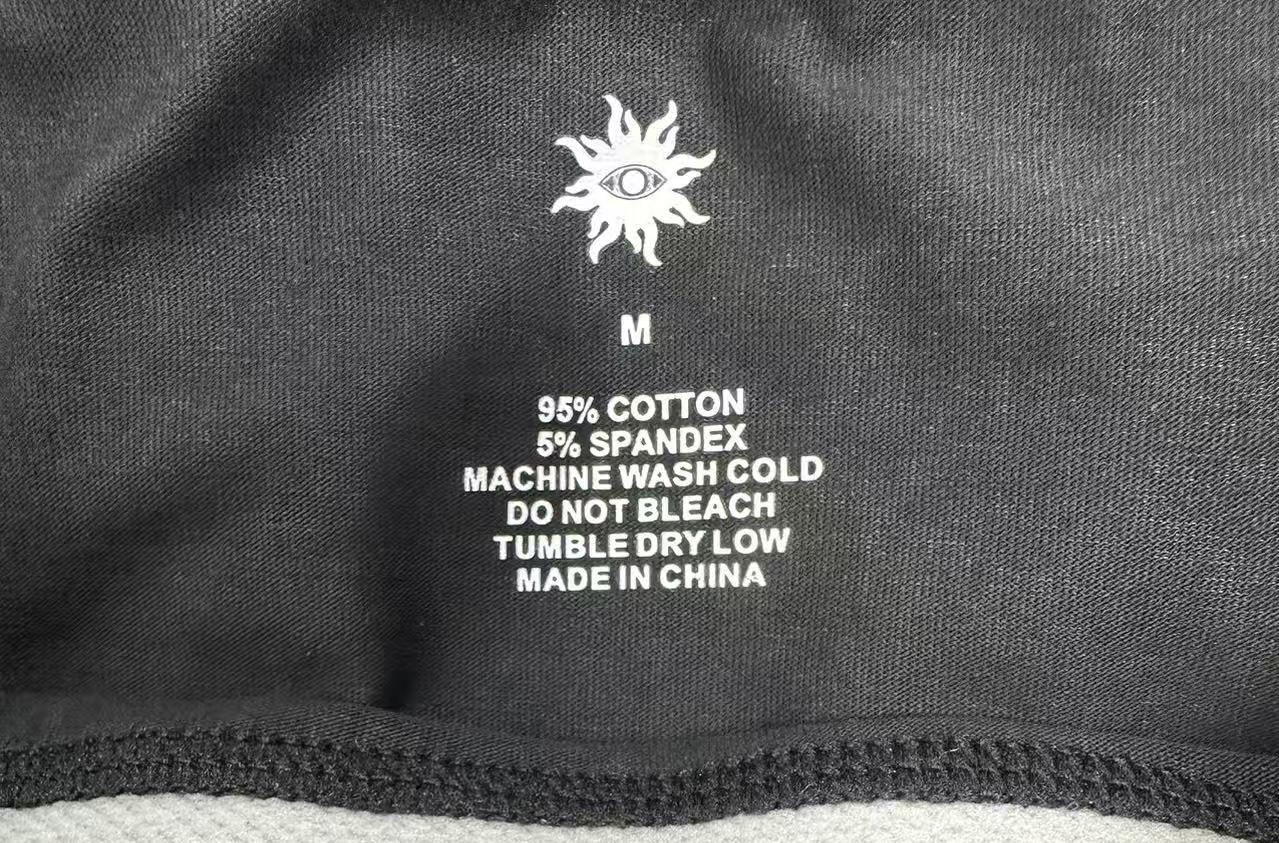 M
95% COTTON
5% SPANDEX
MACHINE WASH COLD
DO NOT BLEACH
TUMBLE DRY LOW
MADE IN CHINA